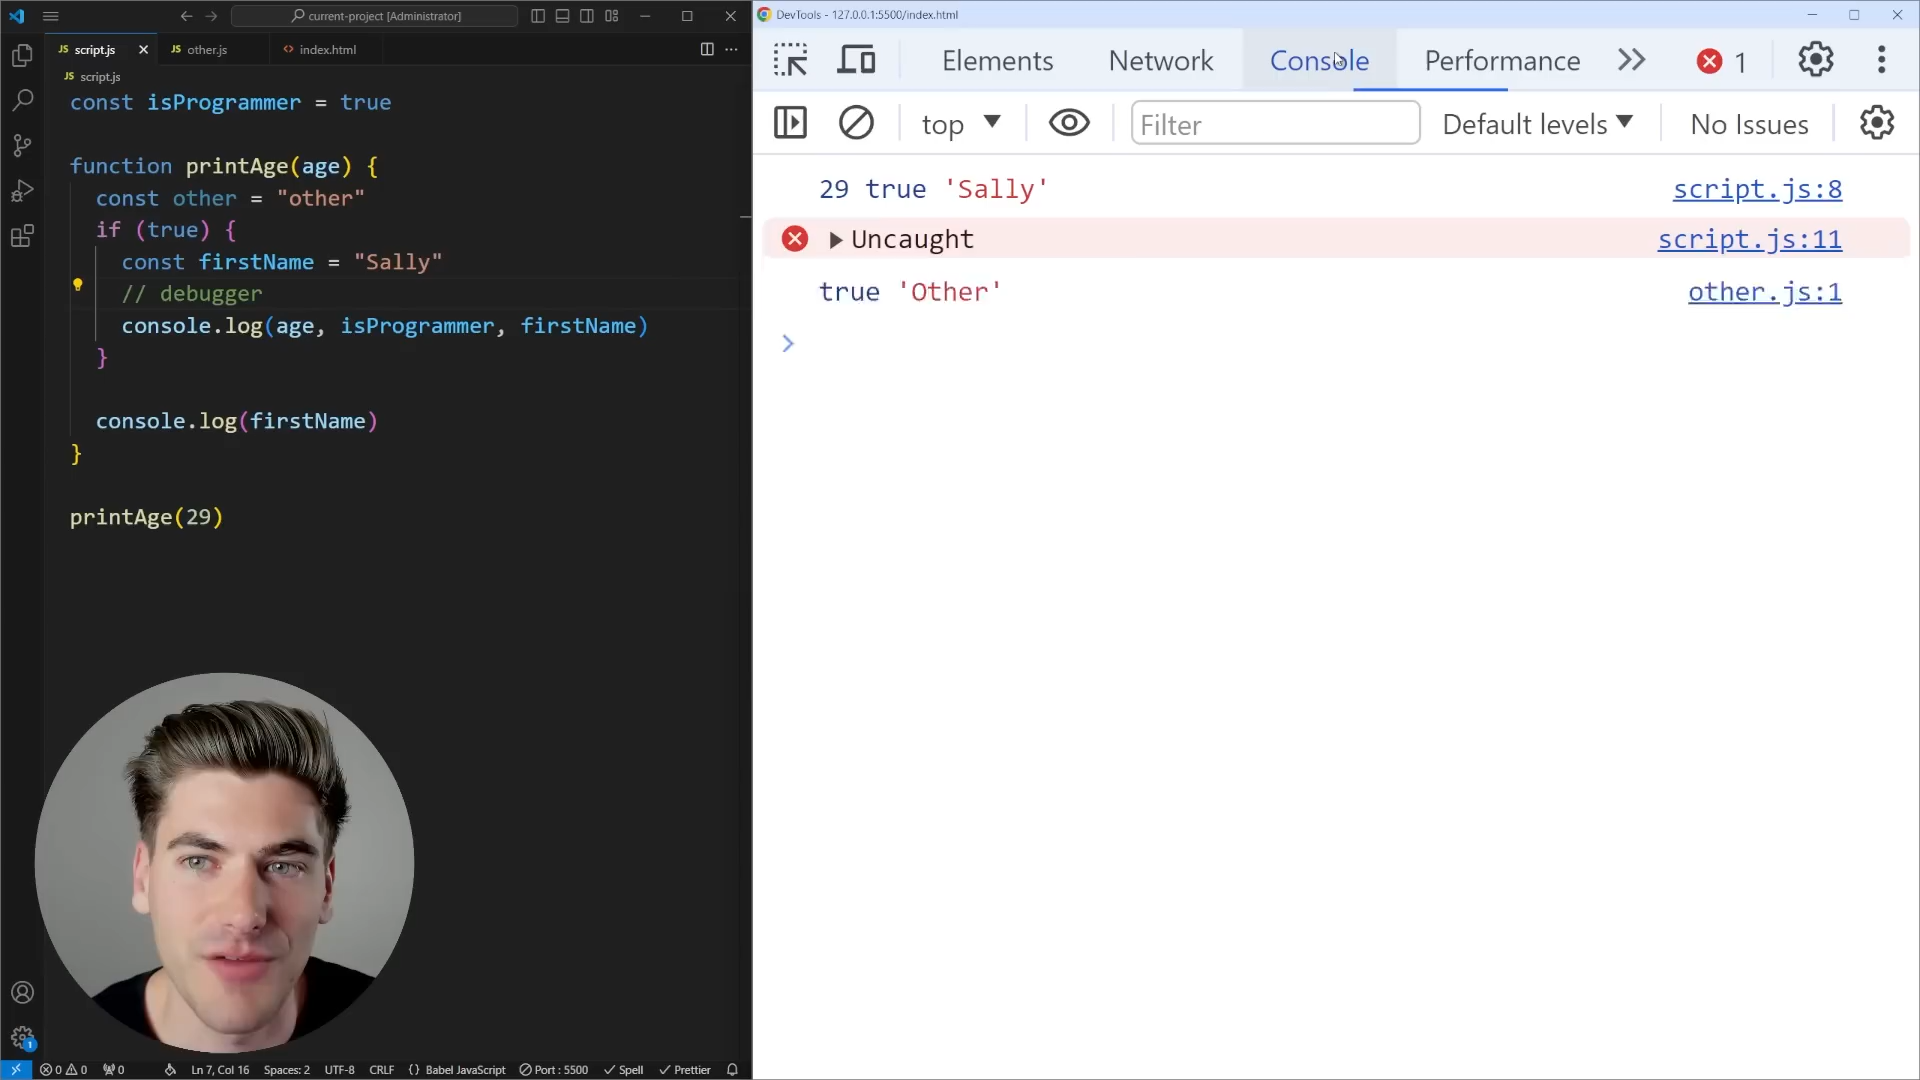 current-project [Administrator]
script.js
other.js
index.html
script.js
const isProgrammer = true
function printAge(age) {
const other = "other"
if (true) {
const firstName = "Sally"
// debugger
console.log(age, isProgrammer, firstName)
}
console.log(firstName)
}
printAge(29)
1
0 0
0
Ln 7, Col 16
Spaces: 2
UTF-8
CRLF
{} Babel JavaScript
Port : 5500
Spell
Prettier
DevTools - 127.0.0.1:5500/index.html
Elements
Network
Console
Performance
1
top
Filter
Default levels
No Issues
29 true 'Sally'
script.js:8
Uncaught
script.js:11
true 'Other'
other.js:1